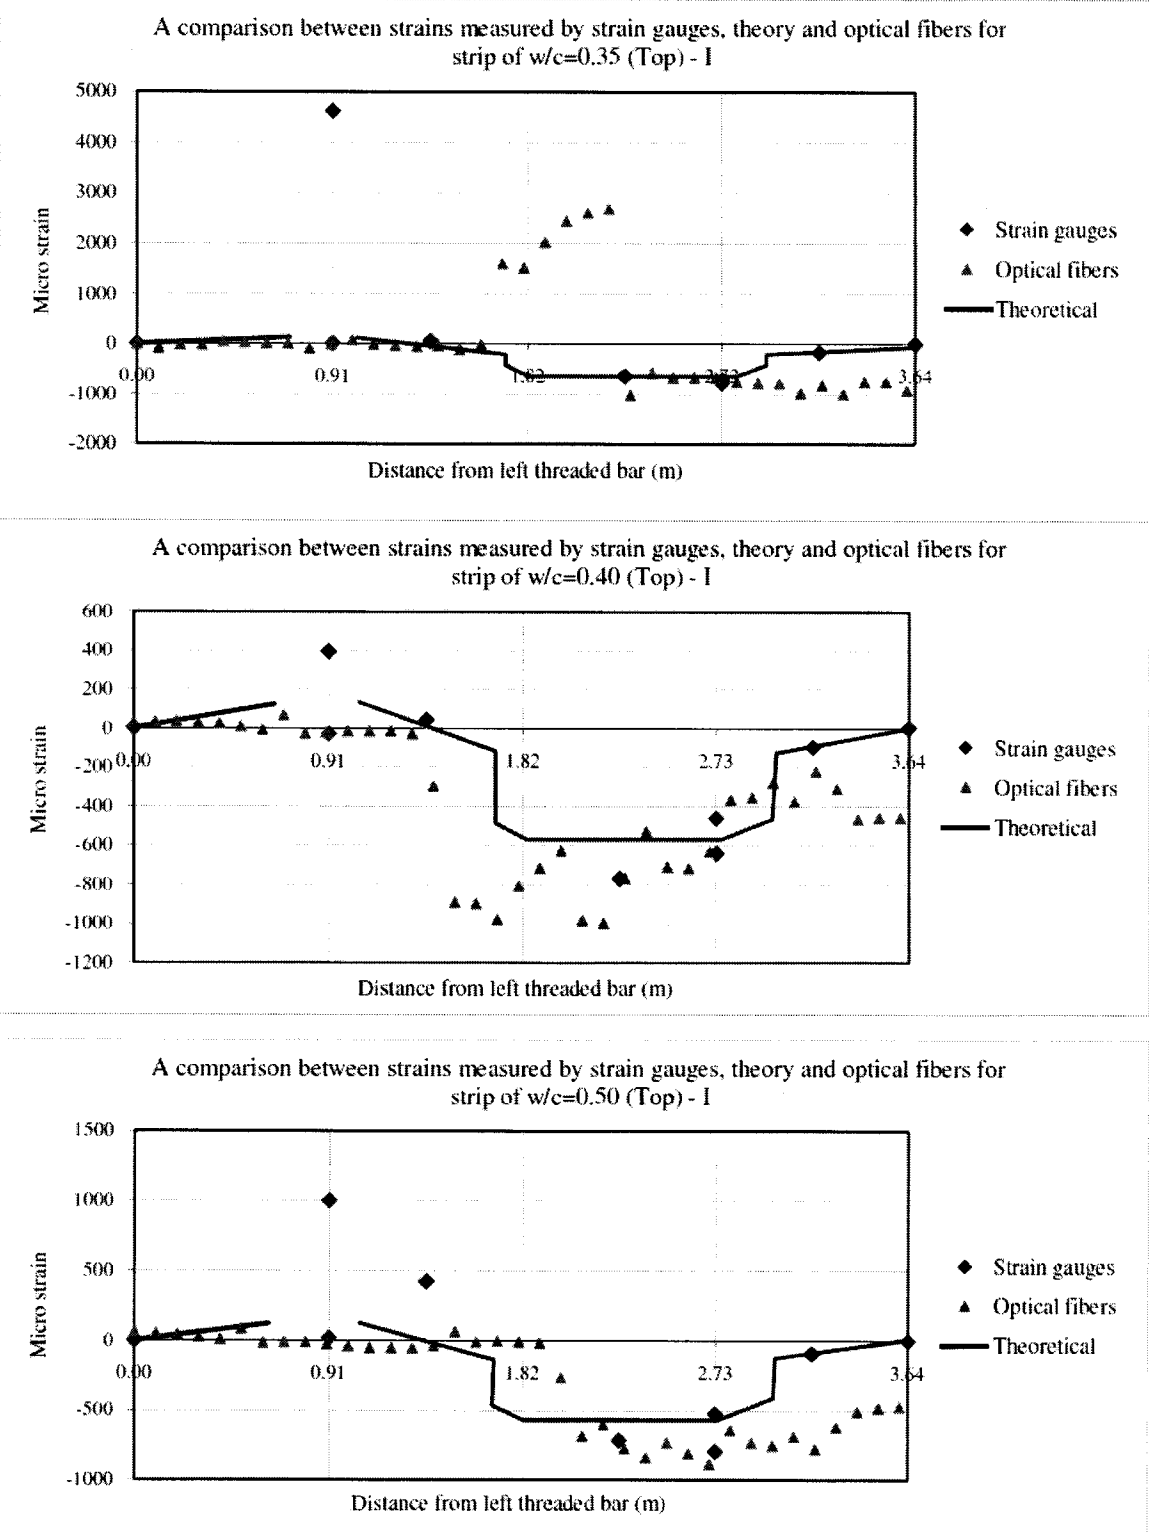 A comparison between strains measured by strain gauges, theory and optical fibers for
strip of w/c=0.35 (Top) - I
5000
4000
3000
2000
1000
0
-1000
-2000
Micro strain
0.00 0.91 1.82 2.73 3.64
Distance from left threaded bar (m)
Strain gauges
Optical fibers
Theoretical
A comparison between strains measured by strain gauges, theory and optical fibers for
strip of w/c=0.40 (Top) - I
600
400
200
0
-200
-400
-600
-800
-1000
-1200
Micro strain
0.00 0.91 1.82 2.73 3.64
Distance from left threaded bar (m)
Strain gauges
Optical fibers
Theoretical
A comparison between strains measured by strain gauges, theory and optical fibers for
strip of w/c=0.50 (Top) - I
1500
1000
500
0
-500
-1000
Micro strain
0.00 0.91 1.82 2.73 3.64
Distance from left threaded bar (m)
Strain gauges
Optical fibers
Theoretical